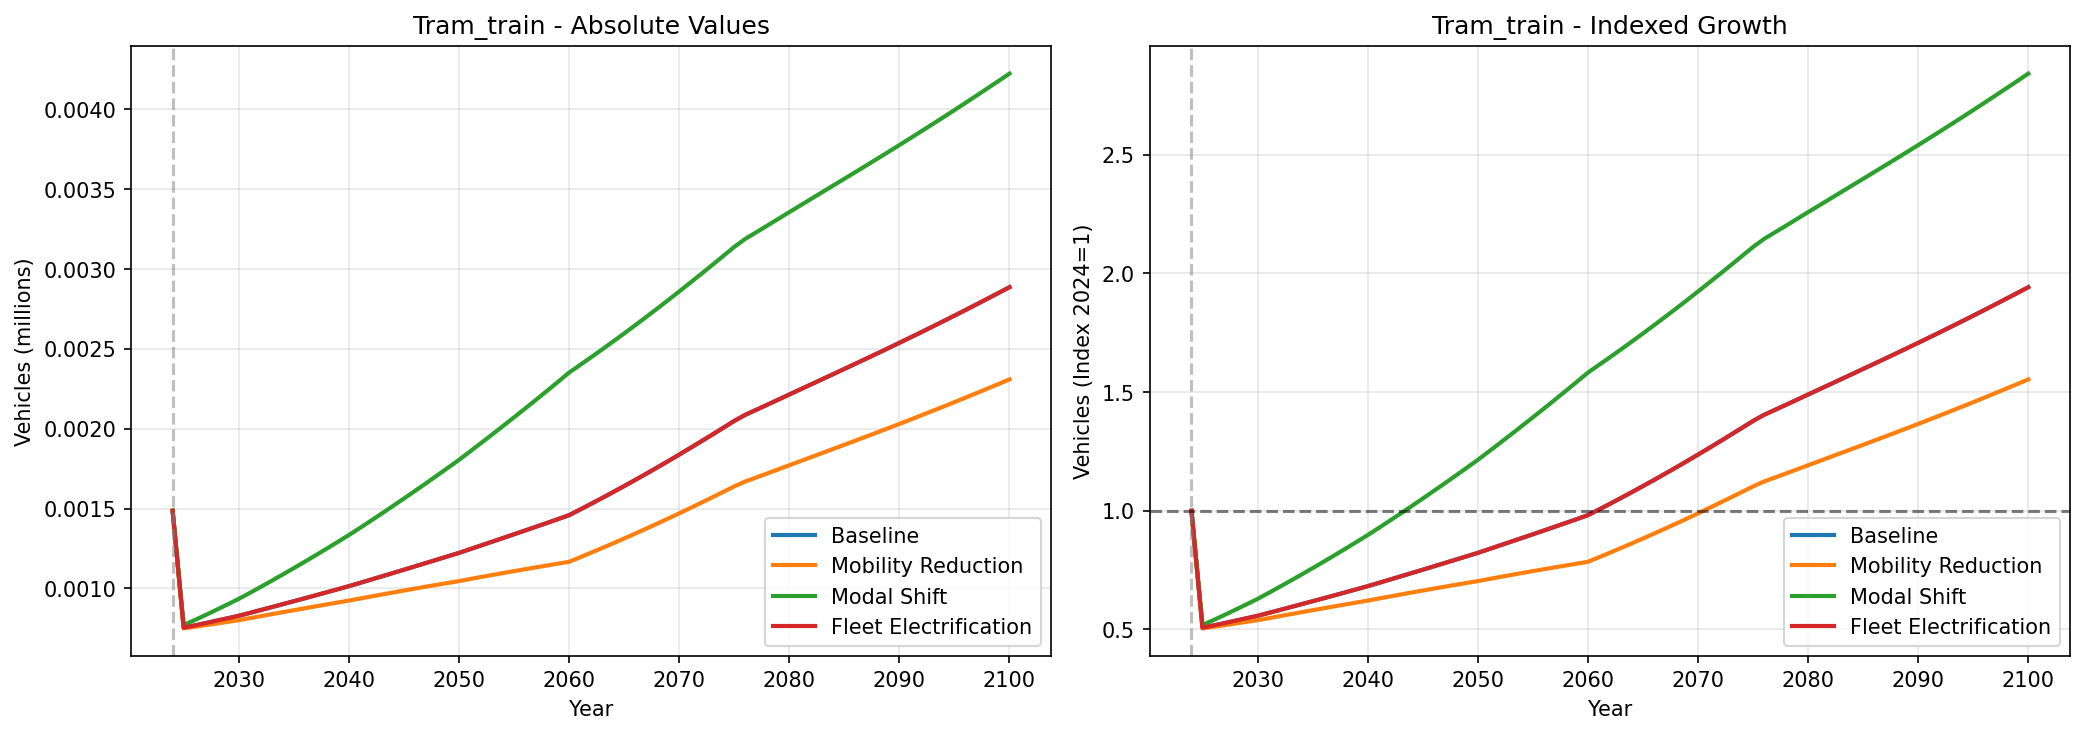 Tram_train - Absolute Values
Vehicles (millions)
0.0040
0.0035
0.0030
0.0025
0.0020
0.0015
0.0010
2030 2040 2050 2060 2070 2080 2090 2100
Year
Baseline
Mobility Reduction
Modal Shift
Fleet Electrification
Tram_train - Indexed Growth
Vehicles (Index 2024=1)
2.5
2.0
1.5
1.0
0.5
2030 2040 2050 2060 2070 2080 2090 2100
Year
Baseline
Mobility Reduction
Modal Shift
Fleet Electrification